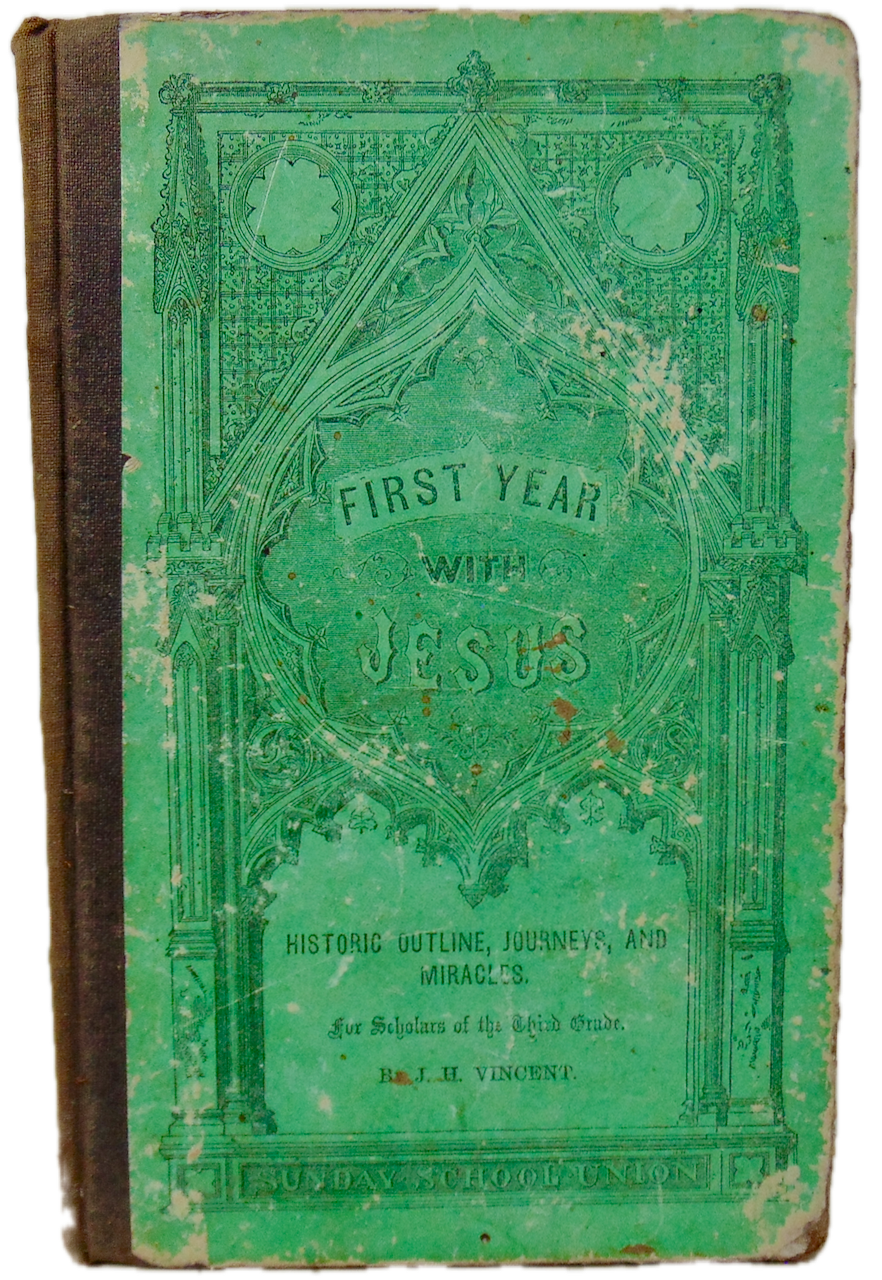 FIRST YEAR
WITH
JESUS
HISTORIC OUTLINE, JOURNEYS, AND
MIRACLES.
For Scholars of the Third Grade.
By J. H. VINCENT.
SUNDAY·SCHOOL·UNION